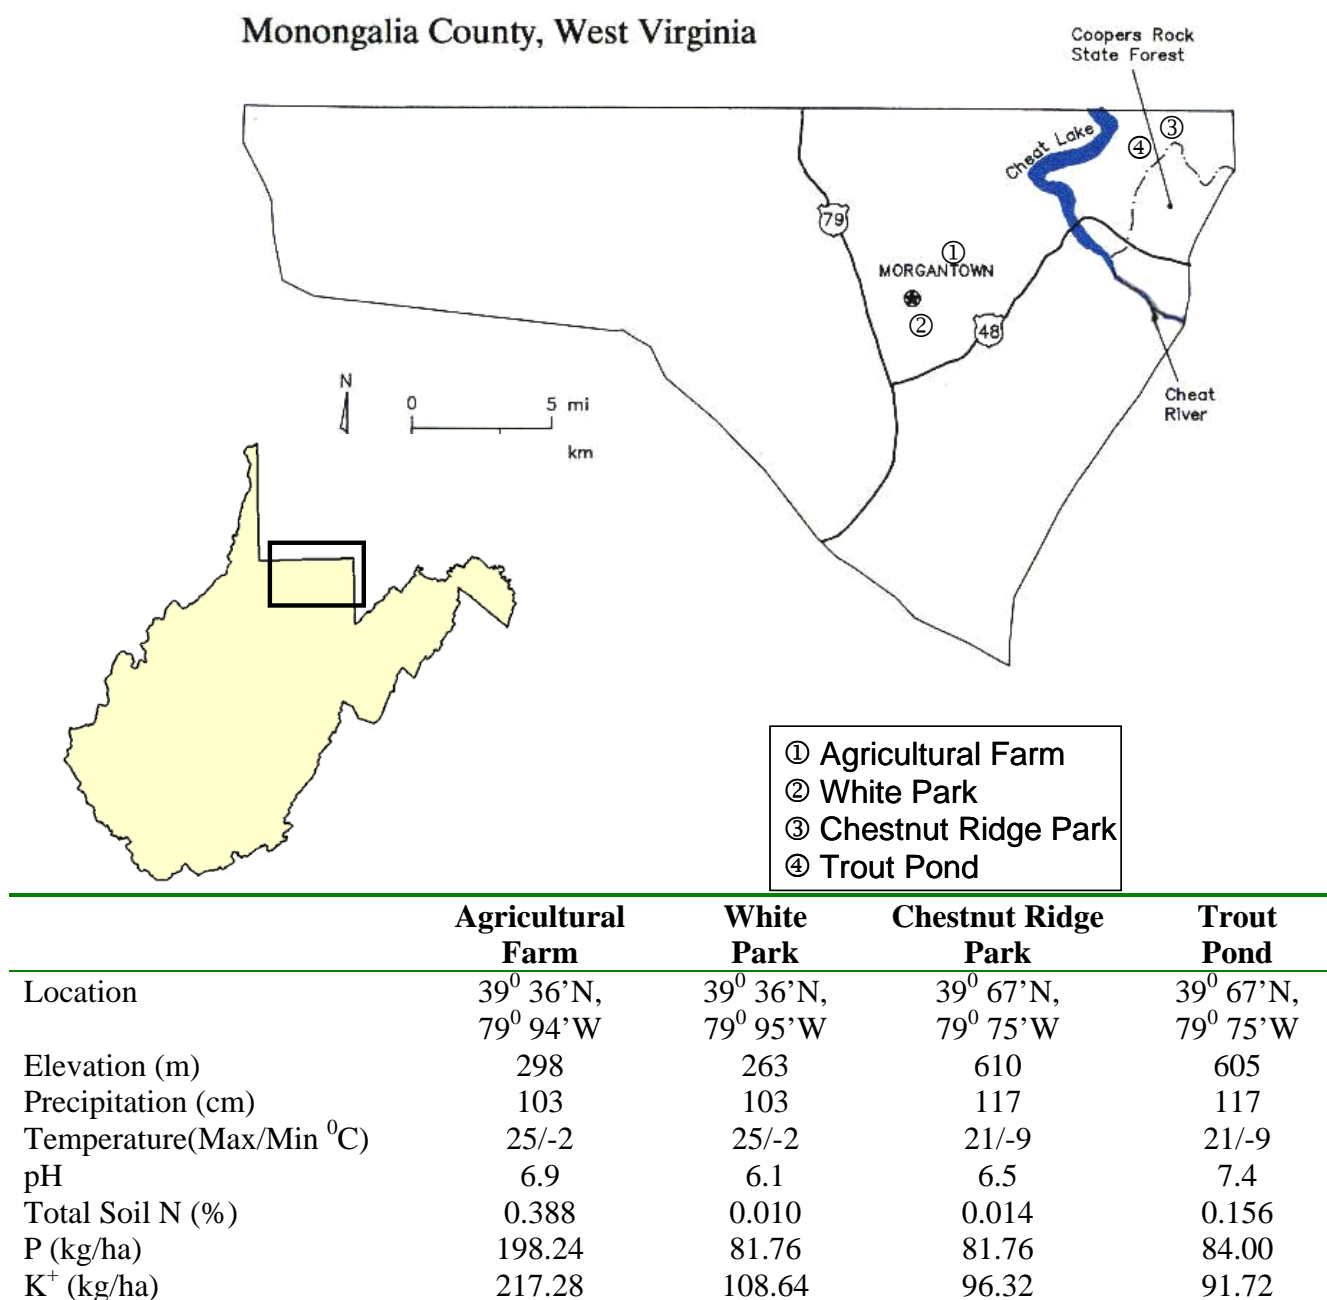 Monongalia County, West Virginia
Coopers Rock
State Forest
Cheat Lake
③
④
79
①
MORGANTOWN
②
48
N
0 5 mi
km
Cheat
River
① Agricultural Farm
② White Park
③ Chestnut Ridge Park
④ Trout Pond
Agricultural White Chestnut Ridge Trout
Farm Park Park Pond
Location 39⁰ 36’N, 39⁰ 36’N, 39⁰ 67’N, 39⁰ 67’N,
79⁰ 94’W 79⁰ 95’W 79⁰ 75’W 79⁰ 75’W
Elevation (m) 298 263 610 605
Precipitation (cm) 103 103 117 117
Temperature(Max/Min ⁰C) 25/-2 25/-2 21/-9 21/-9
pH 6.9 6.1 6.5 7.4
Total Soil N (%) 0.388 0.010 0.014 0.156
P (kg/ha) 198.24 81.76 81.76 84.00
K⁺ (kg/ha) 217.28 108.64 96.32 91.72